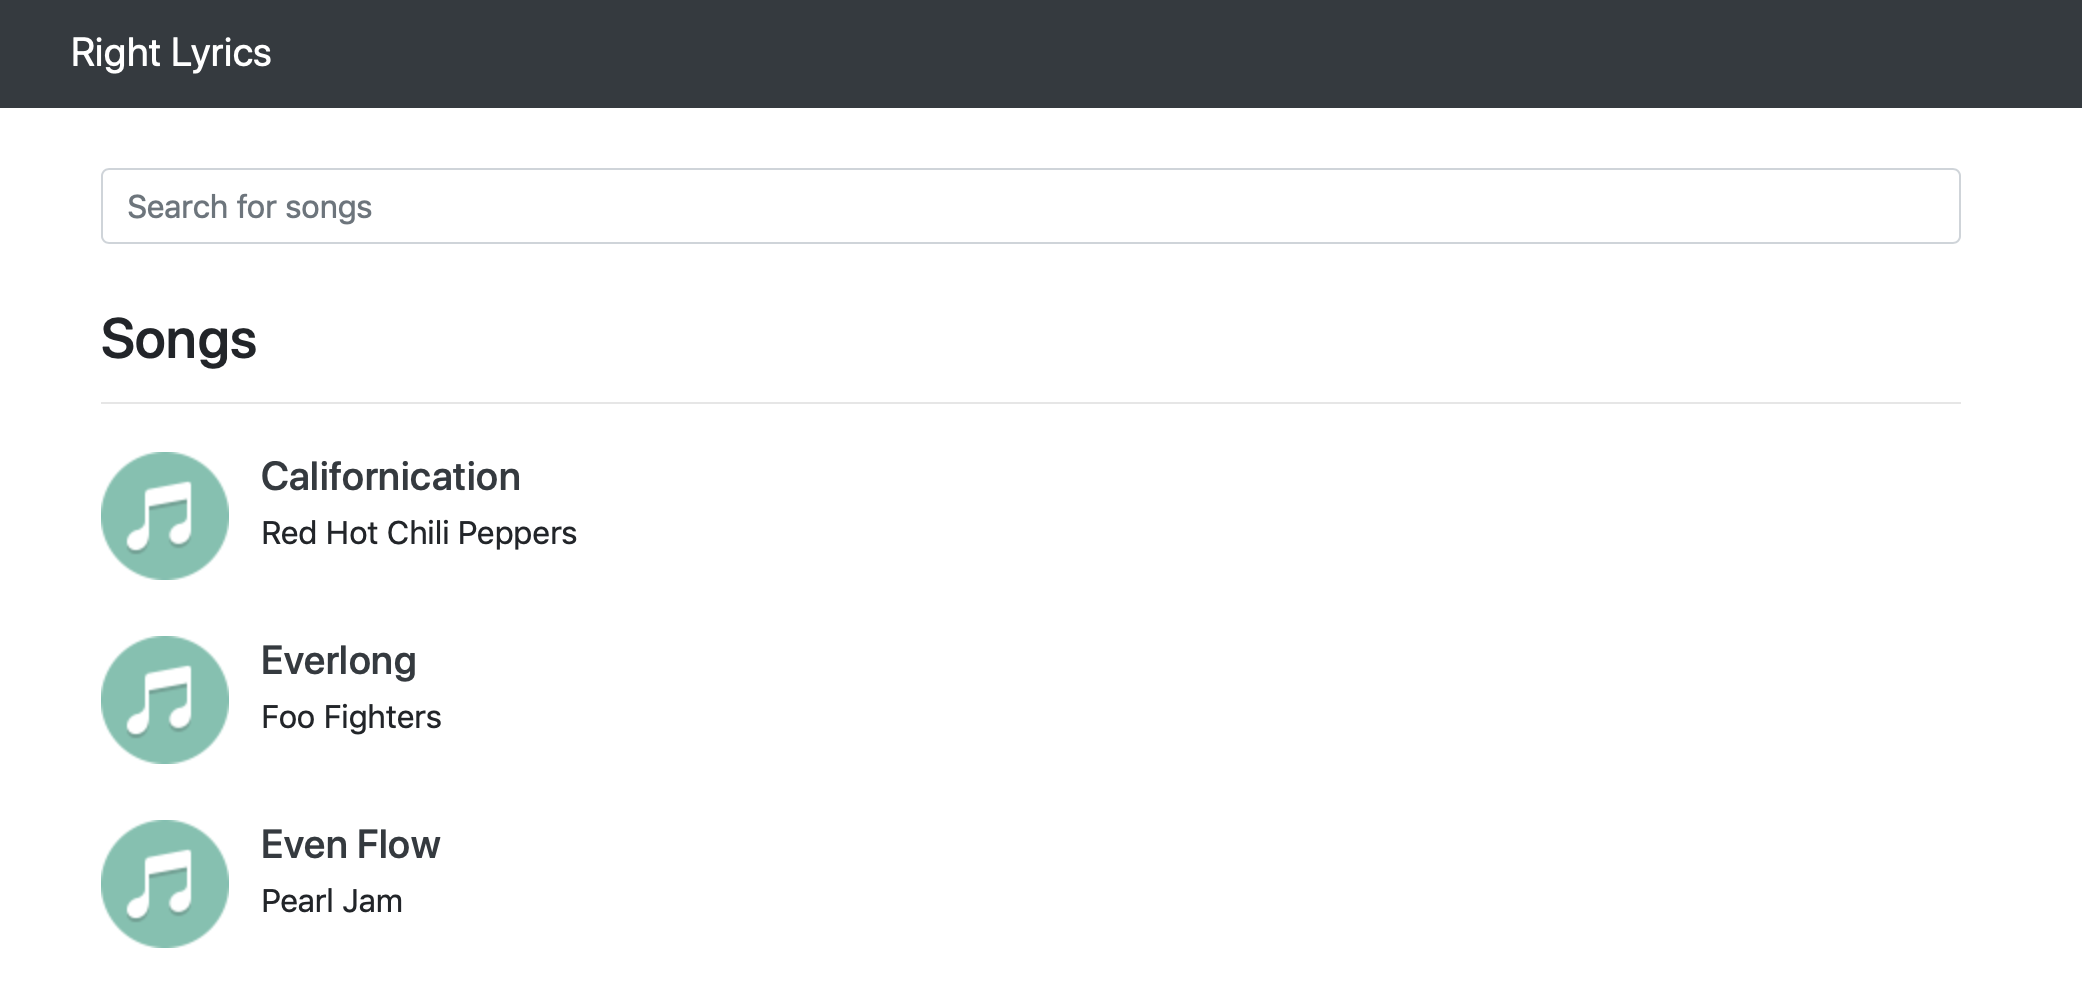 Right Lyrics
Search for songs
Songs
Californication
Red Hot Chili Peppers
Everlong
Foo Fighters
Even Flow
Pearl Jam